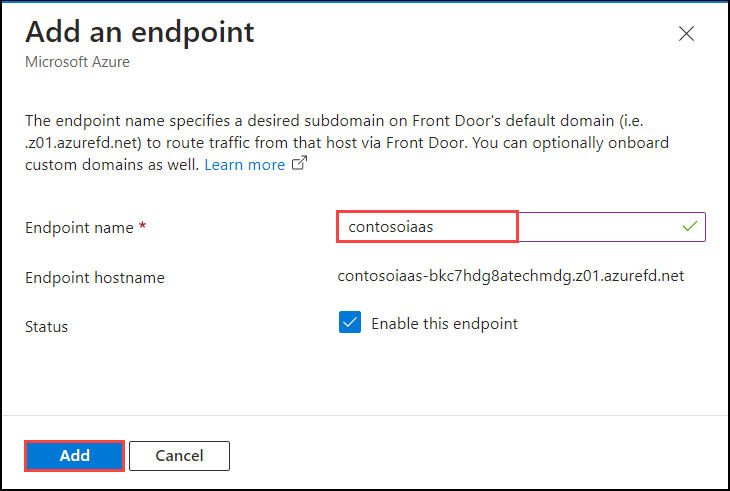 Add an endpoint
Microsoft Azure
The endpoint name specifies a desired subdomain on Front Door's default domain (i.e.
.z01.azurefd.net) to route traffic from that host via Front Door. You can optionally onboard
custom domains as well. Learn more
Endpoint name *
contosoiaas
Endpoint hostname
contosoiaas-bkc7hdg8atechmdg.z01.azurefd.net
Status
Enable this endpoint
Add
Cancel